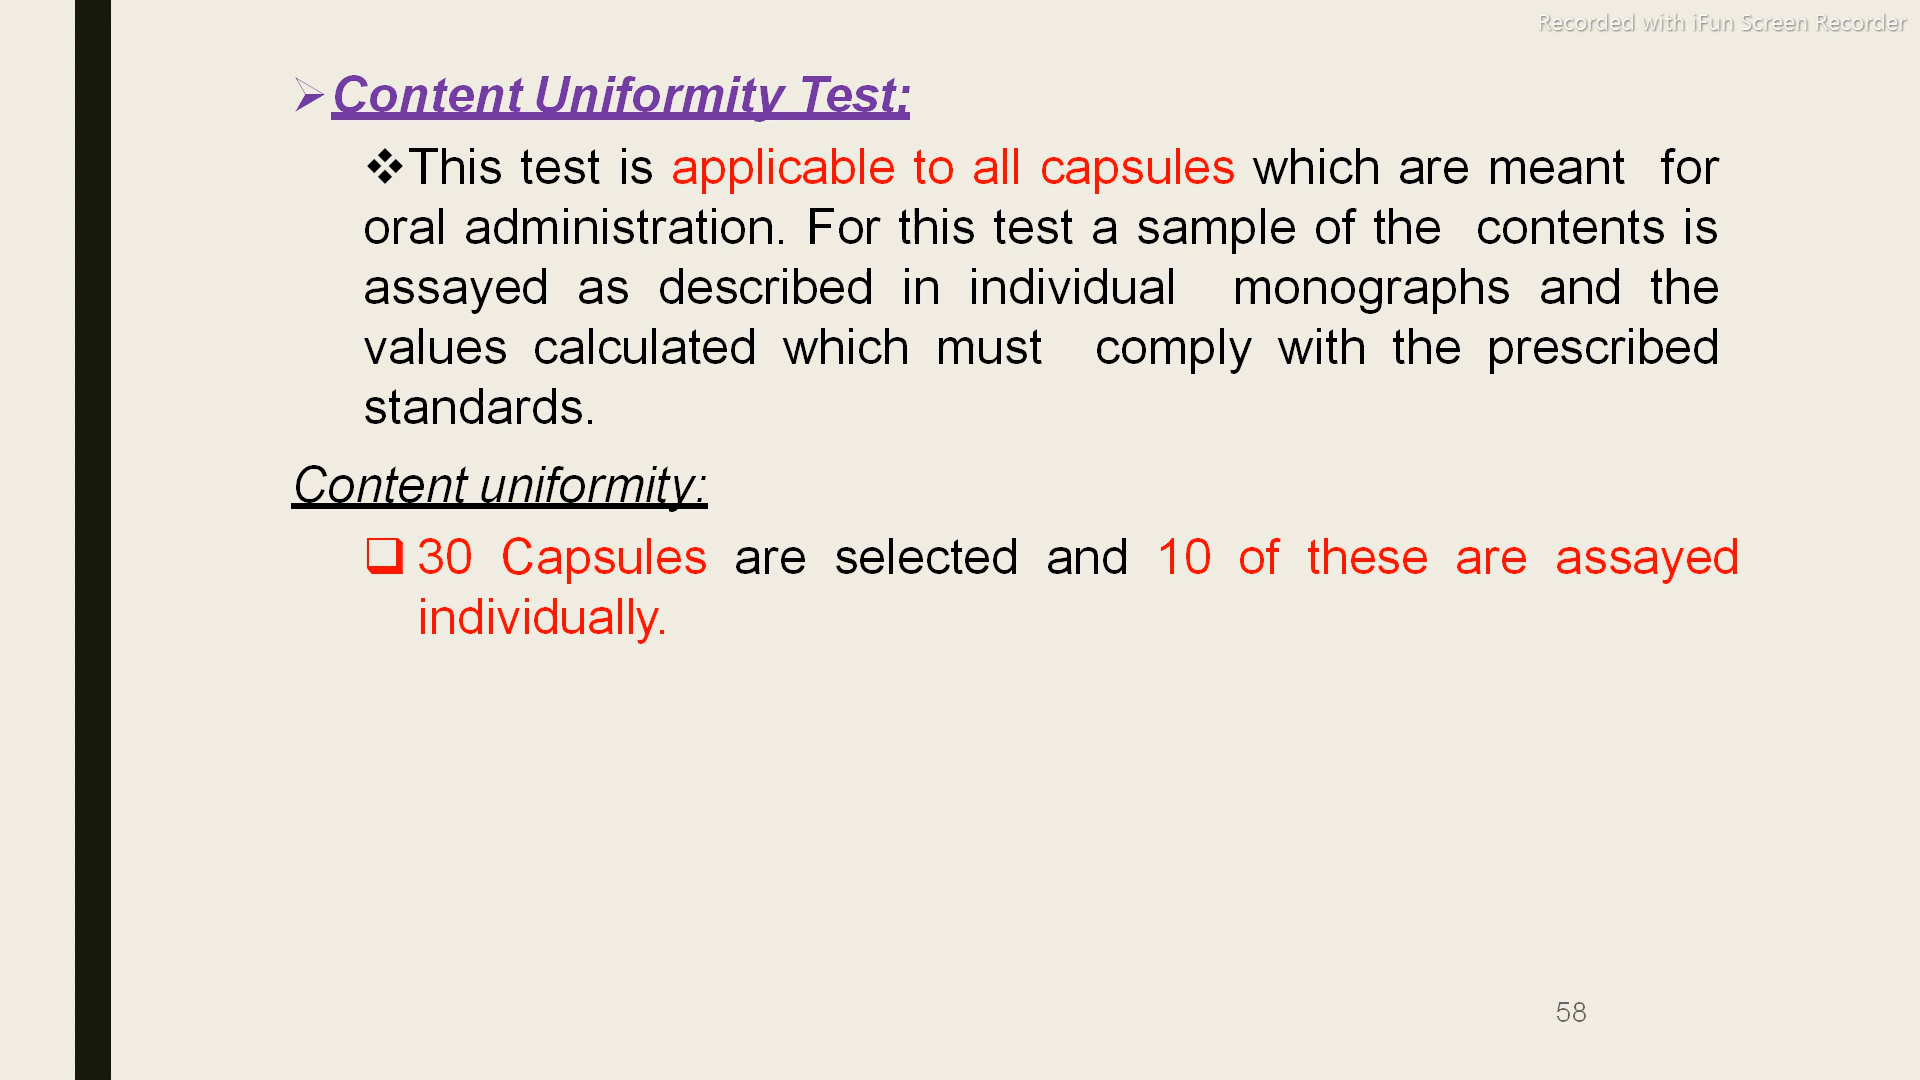 Recorded with iFun Screen Recorder
Content Uniformity Test:
This test is applicable to all capsules which are meant for
oral administration. For this test a sample of the contents is
assayed as described in individual monographs and the
values calculated which must comply with the prescribed
standards.
Content uniformity:
30 Capsules are selected and 10 of these are assayed
individually.
58